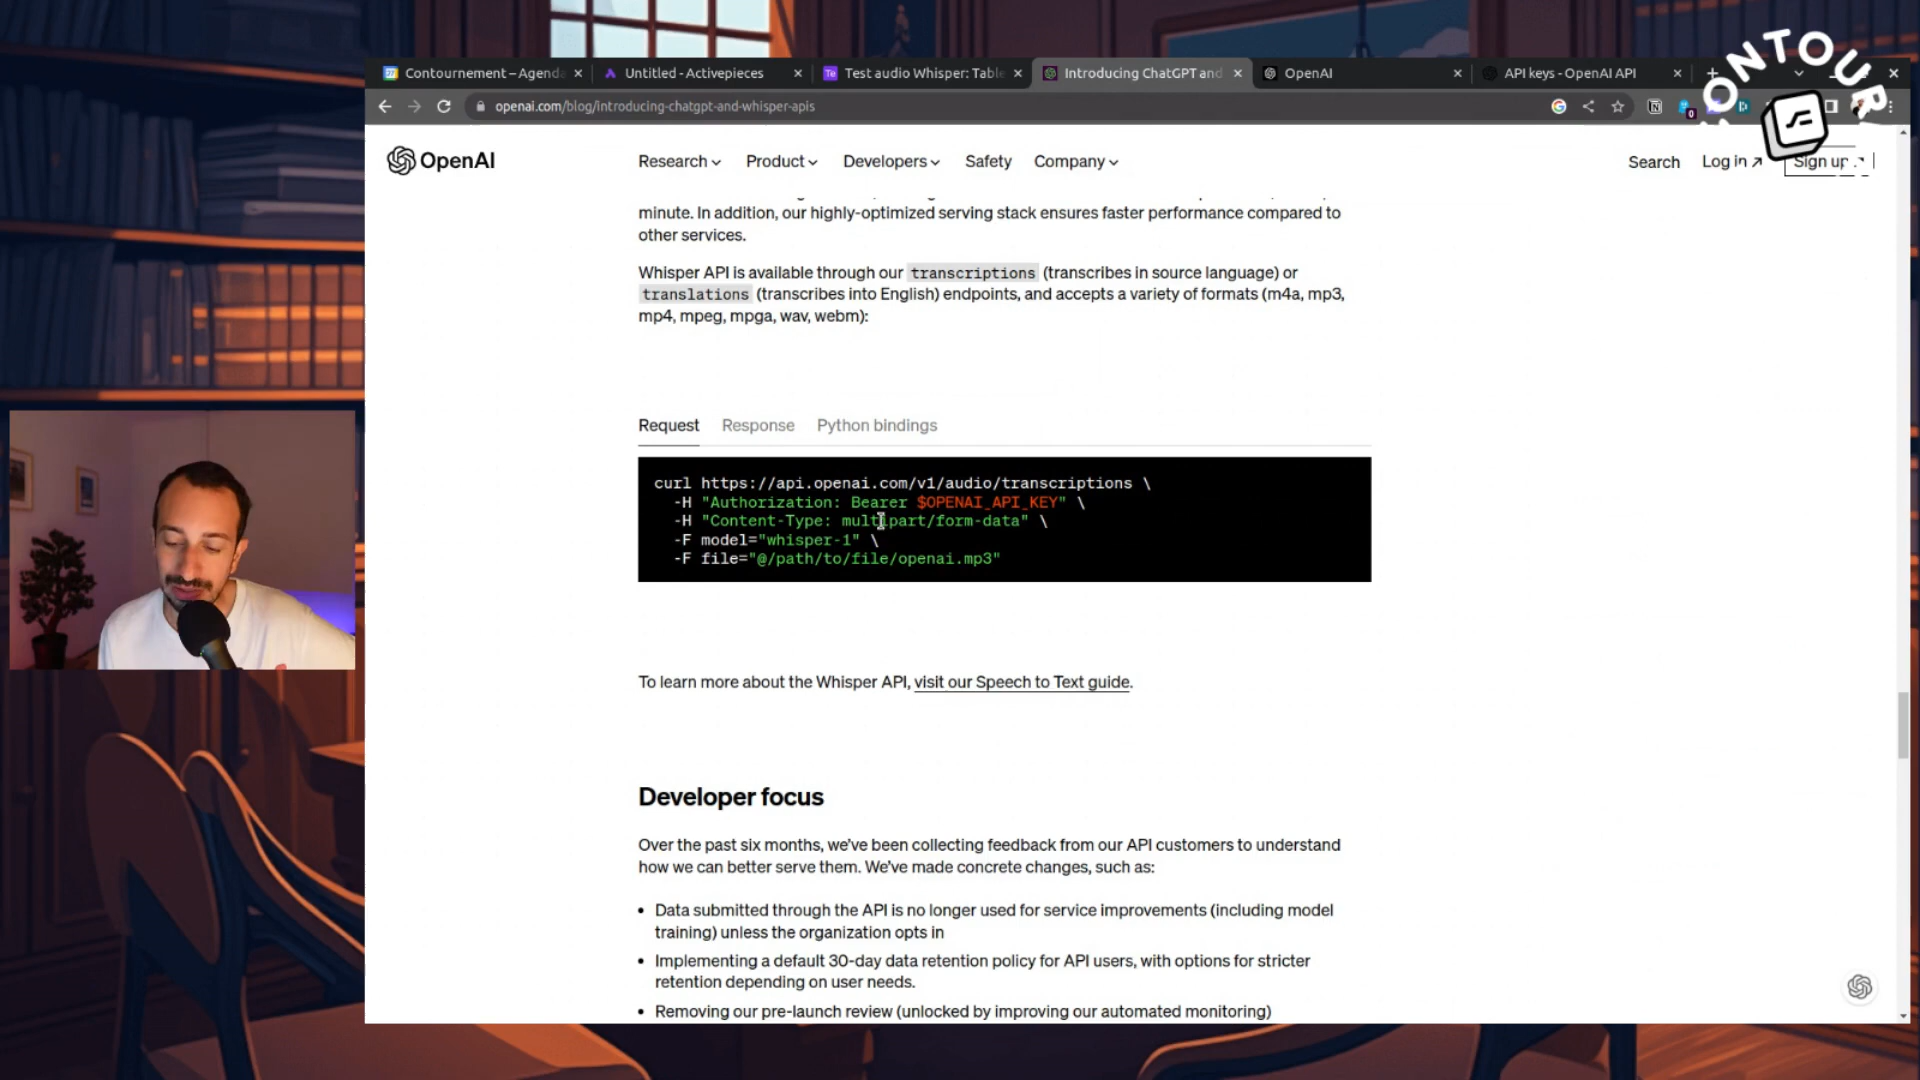 Contournement – Agenda
Untitled - Activepieces
Test audio Whisper: Table
Introducing ChatGPT and
OpenAI
API keys - OpenAI API
openai.com/blog/introducing-chatgpt-and-whisper-apis
OpenAI
Research
Product
Developers
Safety
Company
Search
Log in ↗
Sign up
minute. In addition, our highly-optimized serving stack ensures faster performance compared to
other services.
Whisper API is available through our transcriptions (transcribes in source language) or
translations (transcribes into English) endpoints, and accepts a variety of formats (m4a, mp3,
mp4, mpeg, mpga, wav, webm):
Request
Response
Python bindings
curl https://api.openai.com/v1/audio/transcriptions \
-H "Authorization: Bearer $OPENAI_API_KEY" \
-H "Content-Type: multipart/form-data" \
-F model="whisper-1" \
-F file="@/path/to/file/openai.mp3"
To learn more about the Whisper API, visit our Speech to Text guide.
Developer focus
Over the past six months, we've been collecting feedback from our API customers to understand
how we can better serve them. We've made concrete changes, such as:
• Data submitted through the API is no longer used for service improvements (including model
training) unless the organization opts in
• Implementing a default 30-day data retention policy for API users, with options for stricter
retention depending on user needs.
• Removing our pre-launch review (unlocked by improving our automated monitoring)